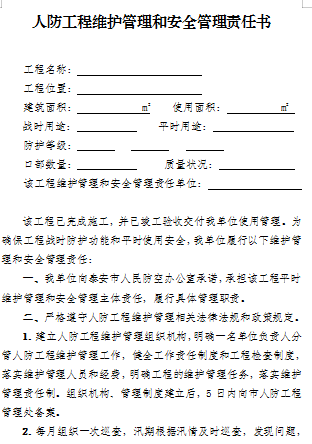 人防工程维护管理和安全管理责任书
工程名称：
工程位置：
建筑面积： ㎡ 使用面积： ㎡
战时用途： 平时用途：
防护等级：
口部数量： 质量状况：
该工程维护管理和安全管理责任单位：
该工程已完成施工，并已竣工验收交付我单位使用管理。为
确保工程战时防护功能和平时使用安全，我单位履行以下维护管
理和安全管理责任：
一、我单位向泰安市人民防空办公室承诺，承担该工程平时
维护管理和安全管理主体责任，履行具体管理职责。
二、严格遵守人防工程维护管理相关法律法规和政策规定。
1. 建立人防工程维护管理组织机构，明确一名单位负责人分
管人防工程维护管理工作，健全工作责任制度和工程检查制度，
落实维护管理人员和经费，明确工程的维护管理任务，落实维护
管理责任制。组织机构、管理制度建立后，5 日内向市人防工程
管理处备案。
2. 每月组织一次巡查，汛期根据汛情及时巡查，发现问题，